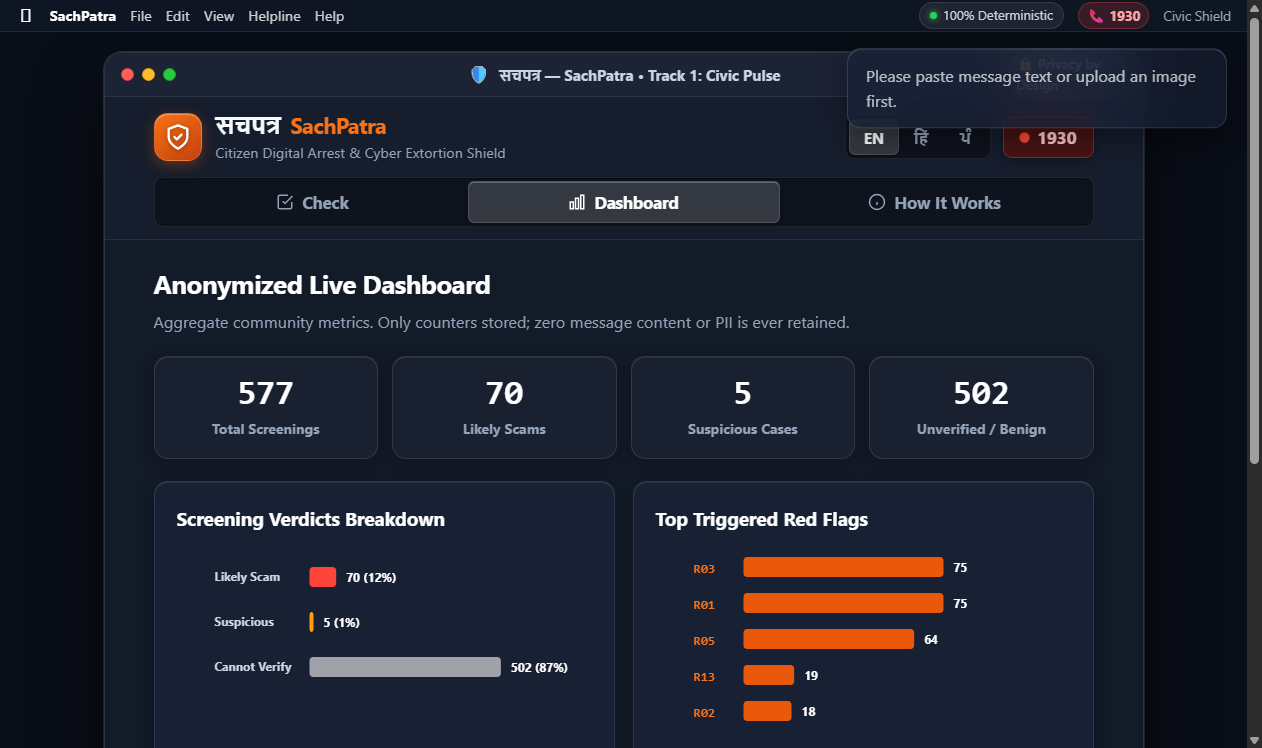 SachPatra File Edit View Helpline Help
100% Deterministic
1930
Civic Shield
सचपत्र — SachPatra • Track 1: Civic Pulse
Privacy by
Design
Please paste message text or upload an image
first.
सचपत्र SachPatra
Citizen Digital Arrest & Cyber Extortion Shield
EN हिं पं
1930
Check
Dashboard
How It Works
Anonymized Live Dashboard
Aggregate community metrics. Only counters stored; zero message content or PII is ever retained.
577
Total Screenings
70
Likely Scams
5
Suspicious Cases
502
Unverified / Benign
Screening Verdicts Breakdown
Likely Scam 70 (12%)
Suspicious 5 (1%)
Cannot Verify 502 (87%)
Top Triggered Red Flags
R03 75
R01 75
R05 64
R13 19
R02 18